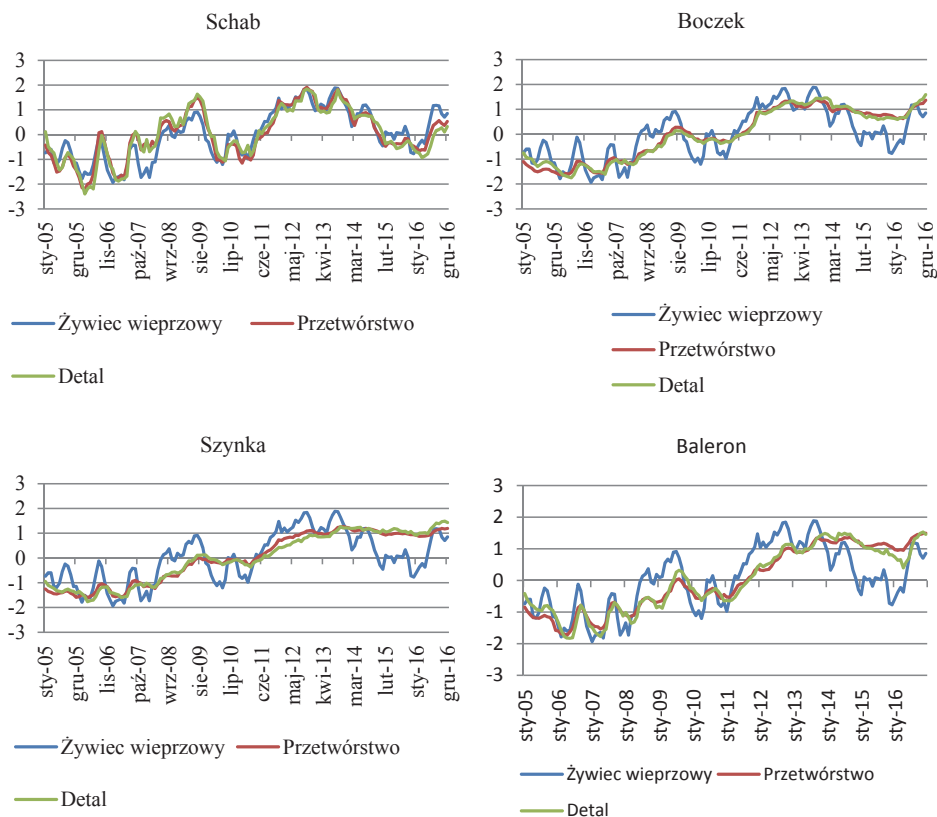 Schab
3
2
1
0
-1
-2
-3
sty-05
gru-05
lis-06
paź-07
wrz-08
sie-09
lip-10
cze-11
maj-12
kwi-13
mar-14
lut-15
sty-16
gru-16
Żywiec wieprzowy
Przetwórstwo
Detal
Boczek
3
2
1
0
-1
-2
-3
sty-05
gru-05
lis-06
paź-07
wrz-08
sie-09
lip-10
cze-11
maj-12
kwi-13
mar-14
lut-15
sty-16
gru-16
Żywiec wieprzowy
Przetwórstwo
Detal
Szynka
3
2
1
0
-1
-2
-3
sty-05
gru-05
lis-06
paź-07
wrz-08
sie-09
lip-10
cze-11
maj-12
kwi-13
mar-14
lut-15
sty-16
gru-16
Żywiec wieprzowy
Przetwórstwo
Detal
Baleron
3
2
1
0
-1
-2
-3
sty-05
sty-06
sty-07
sty-08
sty-09
sty-10
sty-11
sty-12
sty-13
sty-14
sty-15
sty-16
Żywiec wieprzowy
Przetwórstwo
Detal